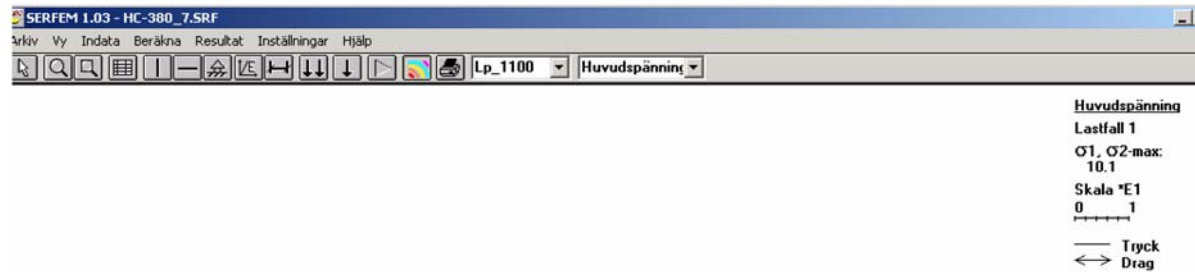 SERFEM 1.03 - HC-380_7.SRF
Arkiv Vy Indata Beräkna Resultat Inställningar Hjälp
Lp_1100 Huvudspänning
Huvudspänning
Lastfall 1
σ1, σ2-max:
10.1
Skala *E1
0 1
Tryck
Drag